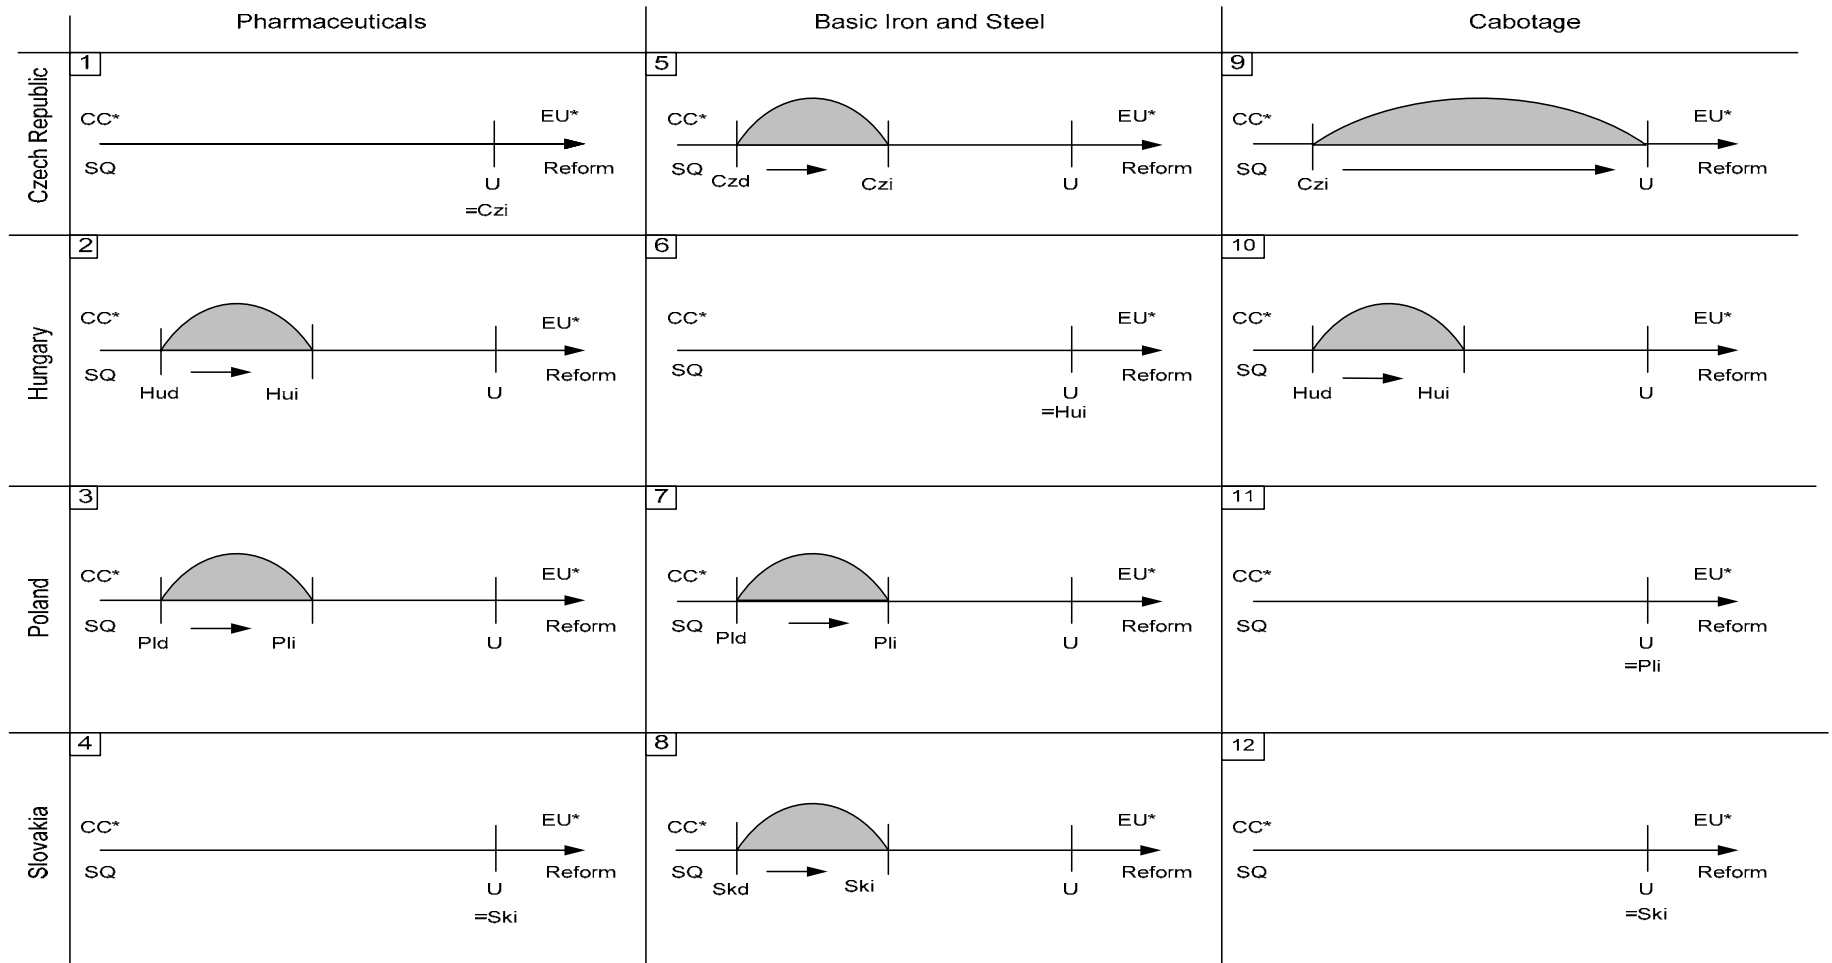 Pharmaceuticals
Basic Iron and Steel
Cabotage
Czech Republic
1
CC*
EU*
SQ
Reform
U
=Czi
5
CC*
EU*
SQ
Czd
Czi
U
Reform
9
CC*
EU*
SQ
Czi
U
Reform
Hungary
2
CC*
EU*
SQ
Hud
Hui
U
Reform
6
CC*
EU*
SQ
Reform
U
=Hui
10
CC*
EU*
SQ
Hud
Hui
U
Reform
Poland
3
CC*
EU*
SQ
Pld
Pli
U
Reform
7
CC*
EU*
SQ
Pld
Pli
U
Reform
11
CC*
EU*
SQ
Reform
U
=Pli
Slovakia
4
CC*
EU*
SQ
Reform
U
=Ski
8
CC*
EU*
SQ
Skd
Ski
U
Reform
12
CC*
EU*
SQ
Reform
U
=Ski